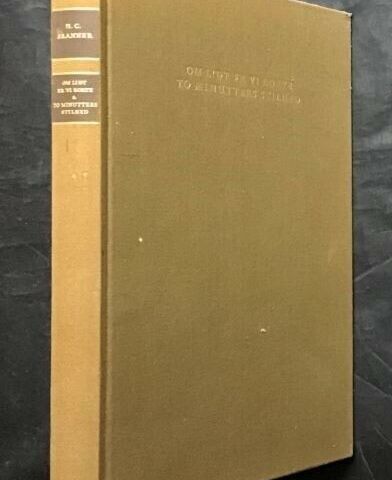 H. C.
BRANNER
OM LIDT
ER VI BORTE
&
TO MINUTTERS
STILHED
OM LIDT ER VI BORTE
TO MINUTTERS STILHED